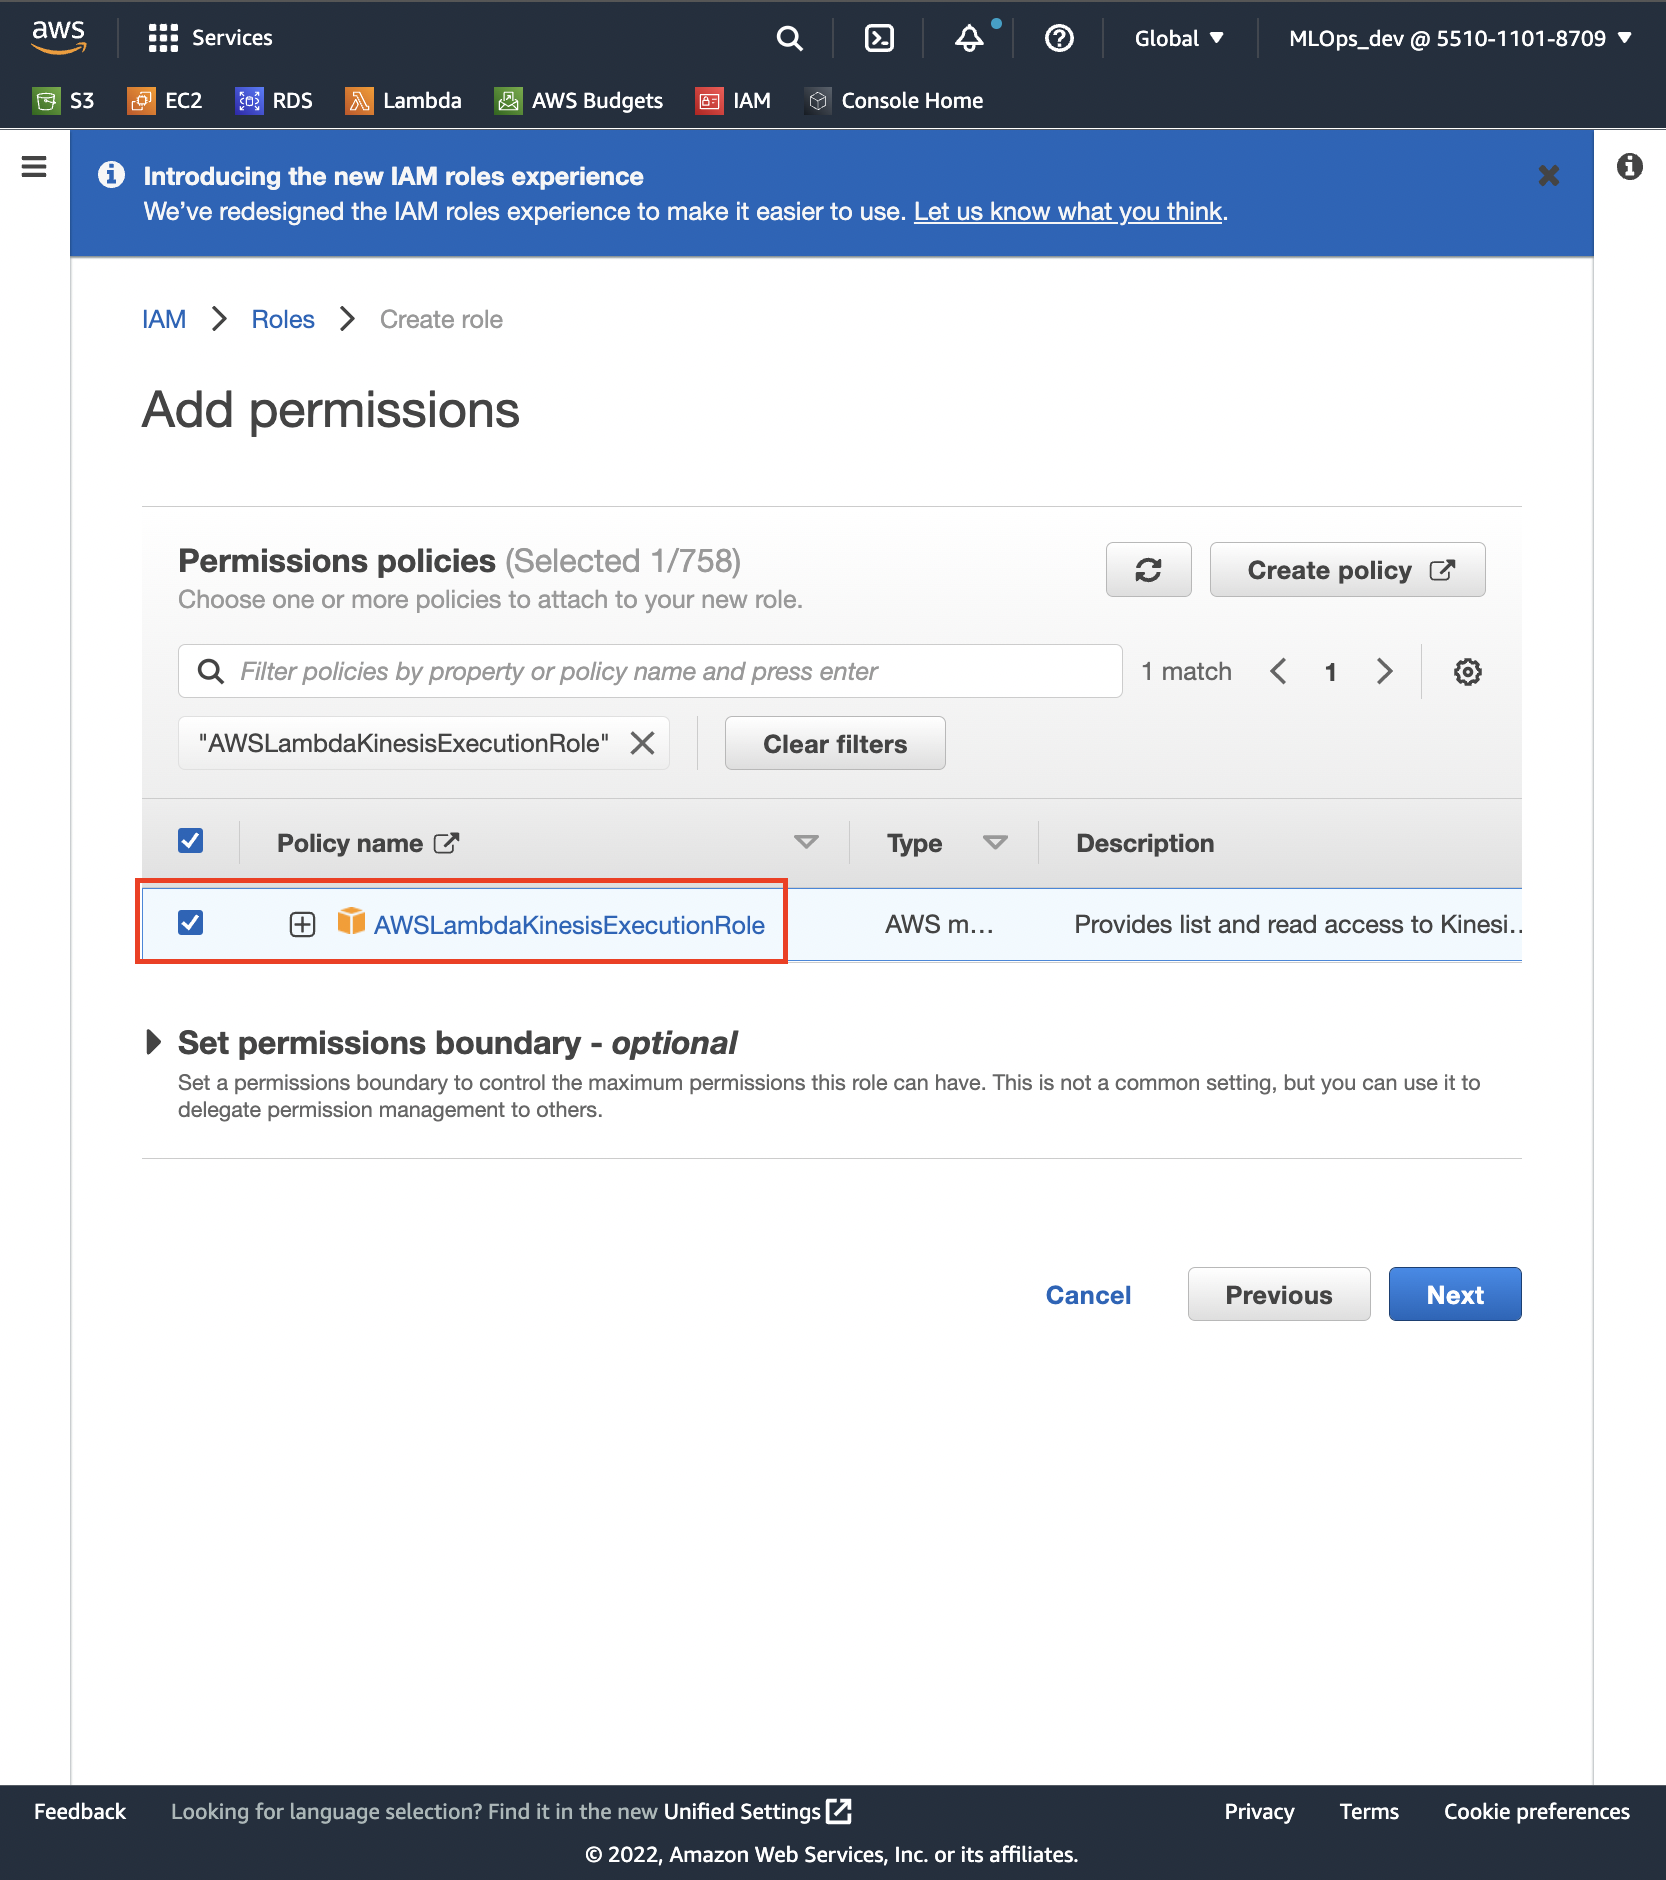 aws
Services
Global
MLOps_dev @ 5510-1101-8709
S3
EC2
RDS
Lambda
AWS Budgets
IAM
Console Home
Introducing the new IAM roles experience
We’ve redesigned the IAM roles experience to make it easier to use. Let us know what you think.
IAM
Roles
Create role
Add permissions
Permissions policies (Selected 1/758)
Create policy
Choose one or more policies to attach to your new role.
Filter policies by property or policy name and press enter
1 match
1
"AWSLambdaKinesisExecutionRole"
Clear filters
Policy name
Type
Description
AWSLambdaKinesisExecutionRole
AWS m…
Provides list and read access to Kinesi…
Set permissions boundary - optional
Set a permissions boundary to control the maximum permissions this role can have. This is not a common setting, but you can use it to
delegate permission management to others.
Cancel
Previous
Next
Feedback
Looking for language selection? Find it in the new Unified Settings
Privacy
Terms
Cookie preferences
© 2022, Amazon Web Services, Inc. or its affiliates.